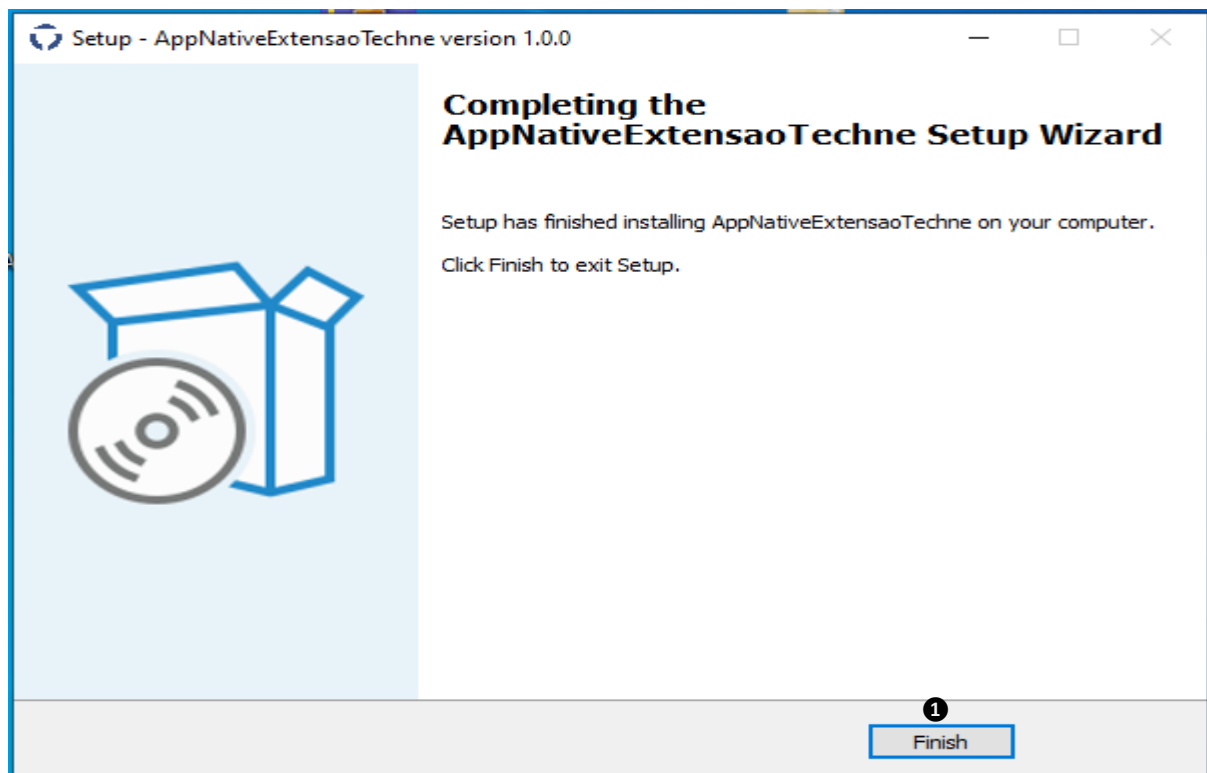 Setup - AppNativeExtensaoTechne version 1.0.0
Completing the
AppNativeExtensaoTechne Setup Wizard
Setup has finished installing AppNativeExtensaoTechne on your computer.
Click Finish to exit Setup.
❶
Finish